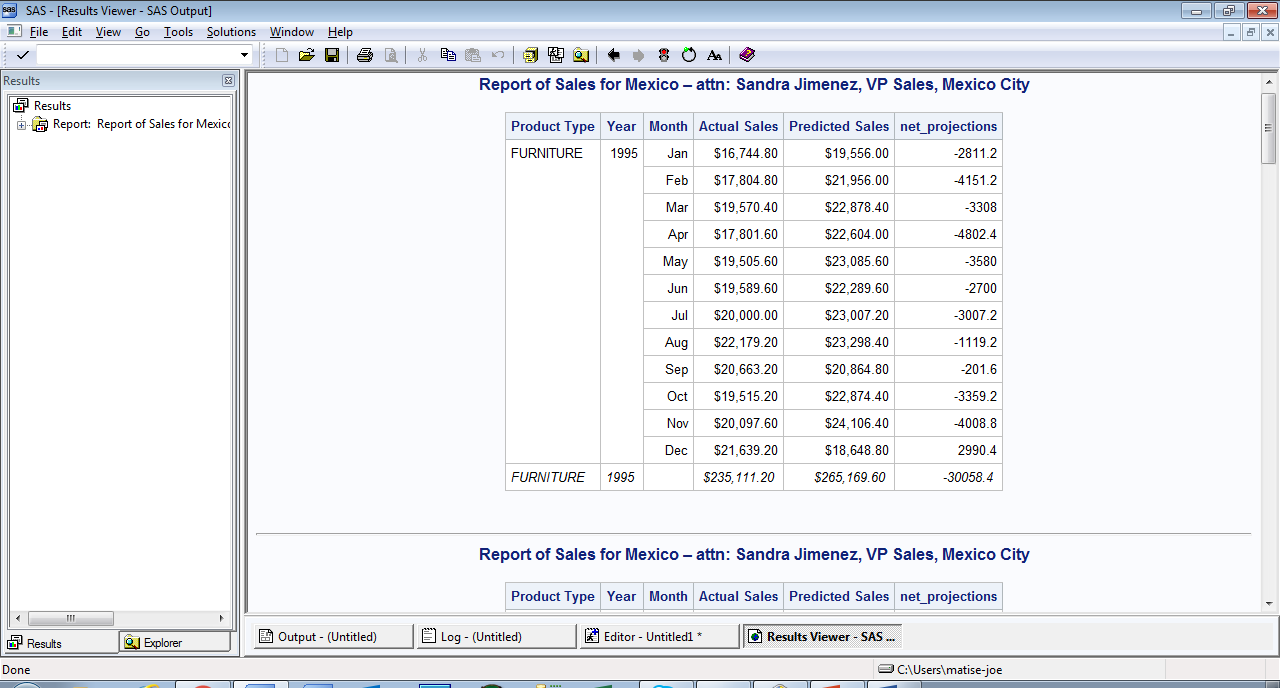 SAS - [Results Viewer - SAS Output]
File Edit View Go Tools Solutions Window Help
Results
Results
Report: Report of Sales for Mexico
Results
Explorer
Report of Sales for Mexico – attn: Sandra Jimenez, VP Sales, Mexico City
Product Type Year Month Actual Sales Predicted Sales net_projections
FURNITURE 1995 Jan $16,744.80 $19,556.00 -2811.2
Feb $17,804.80 $21,956.00 -4151.2
Mar $19,570.40 $22,878.40 -3308
Apr $17,801.60 $22,604.00 -4802.4
May $19,505.60 $23,085.60 -3580
Jun $19,589.60 $22,289.60 -2700
Jul $20,000.00 $23,007.20 -3007.2
Aug $22,179.20 $23,298.40 -1119.2
Sep $20,663.20 $20,864.80 -201.6
Oct $19,515.20 $22,874.40 -3359.2
Nov $20,097.60 $24,106.40 -4008.8
Dec $21,639.20 $18,648.80 2990.4
FURNITURE 1995 $235,111.20 $265,169.60 -30058.4
Report of Sales for Mexico – attn: Sandra Jimenez, VP Sales, Mexico City
Product Type Year Month Actual Sales Predicted Sales net_projections
Output - (Untitled) Log - (Untitled) Editor - Untitled1 * Results Viewer - SAS ...
Done C:\Users\matise-joe